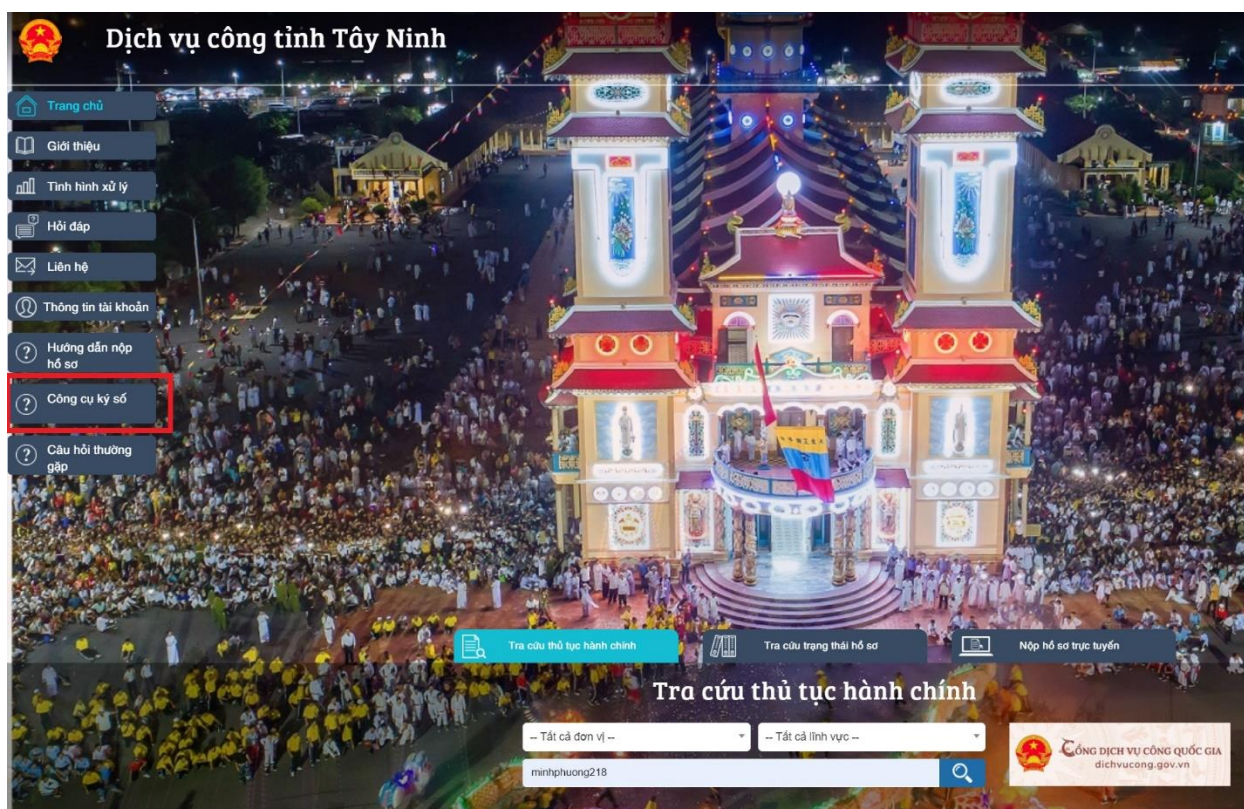 Dịch vụ công tỉnh Tây Ninh
Trang chủ
Giới thiệu
Tình hình xử lý
Hỏi đáp
Liên hệ
Thông tin tài khoản
Hướng dẫn nộp
hồ sơ
Công cụ ký số
Câu hỏi thường
gặp
Tra cứu thủ tục hành chính
Tra cứu trạng thái hồ sơ
Nộp hồ sơ trực tuyến
Tra cứu thủ tục hành chính
-- Tất cả đơn vị --
-- Tất cả lĩnh vực --
minhphuong218
CỔNG DỊCH VỤ CÔNG QUỐC GIA
dichvucong.gov.vn